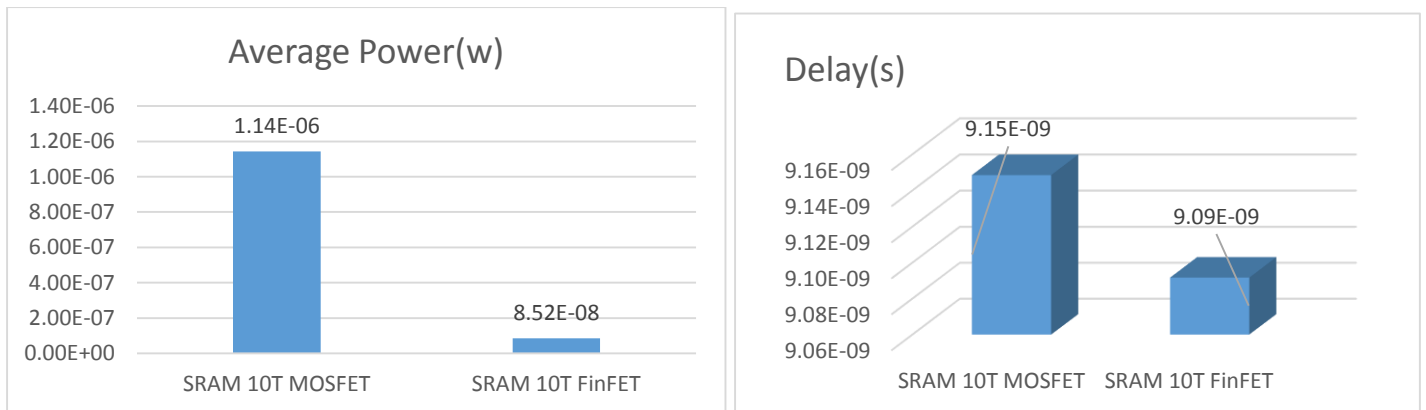 Average Power(w)
1.40E-06
1.20E-06
1.00E-06
8.00E-07
6.00E-07
4.00E-07
2.00E-07
0.00E+00
1.14E-06
8.52E-08
SRAM 10T MOSFET
SRAM 10T FinFET
Delay(s)
9.16E-09
9.14E-09
9.12E-09
9.10E-09
9.08E-09
9.06E-09
9.15E-09
9.09E-09
SRAM 10T MOSFET
SRAM 10T FinFET